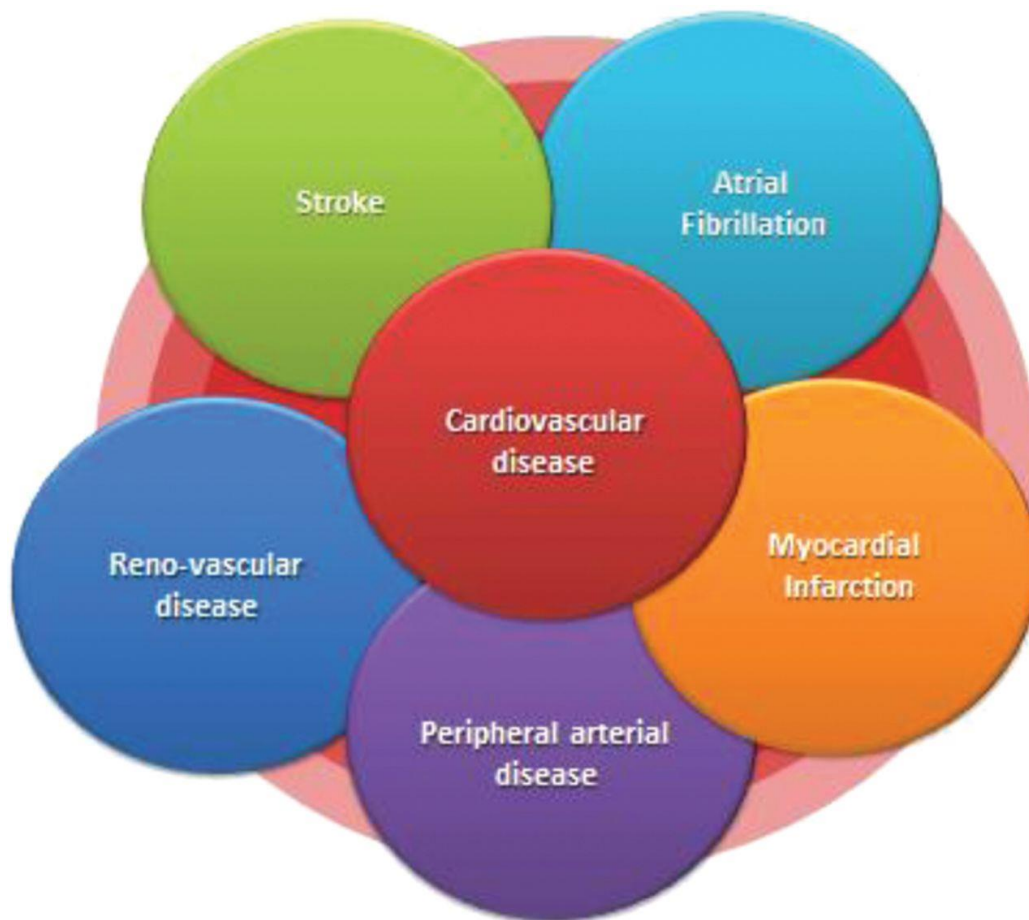 Stroke
Atrial
Fibrillation
Cardiovascular
disease
Reno-vascular
disease
Myocardial
Infarction
Peripheral arterial
disease